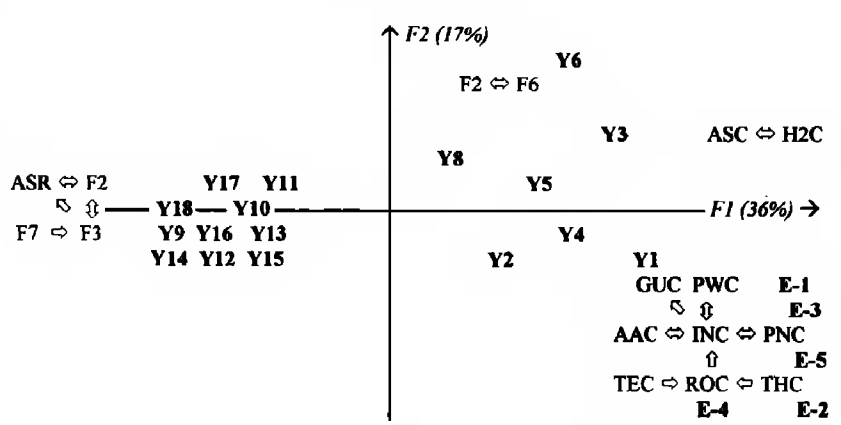 F2 (17%)
Y6
F2 ⇔ F6
Y3 ASC ⇔ H2C
Y8
ASR ⇔ F2 Y17 Y11 Y5
⇖ ⇕ Y18 Y10 F1 (36%) →
F7 ⇨ F3 Y9 Y16 Y13 Y4
Y14 Y12 Y15 Y2 Y1
GUC PWC E-1
⇖ ⇕ E-3
AAC ⇔ INC ⇔ PNC
⇑ E-5
TEC ⇨ ROC ⇦ THC
E-4 E-2